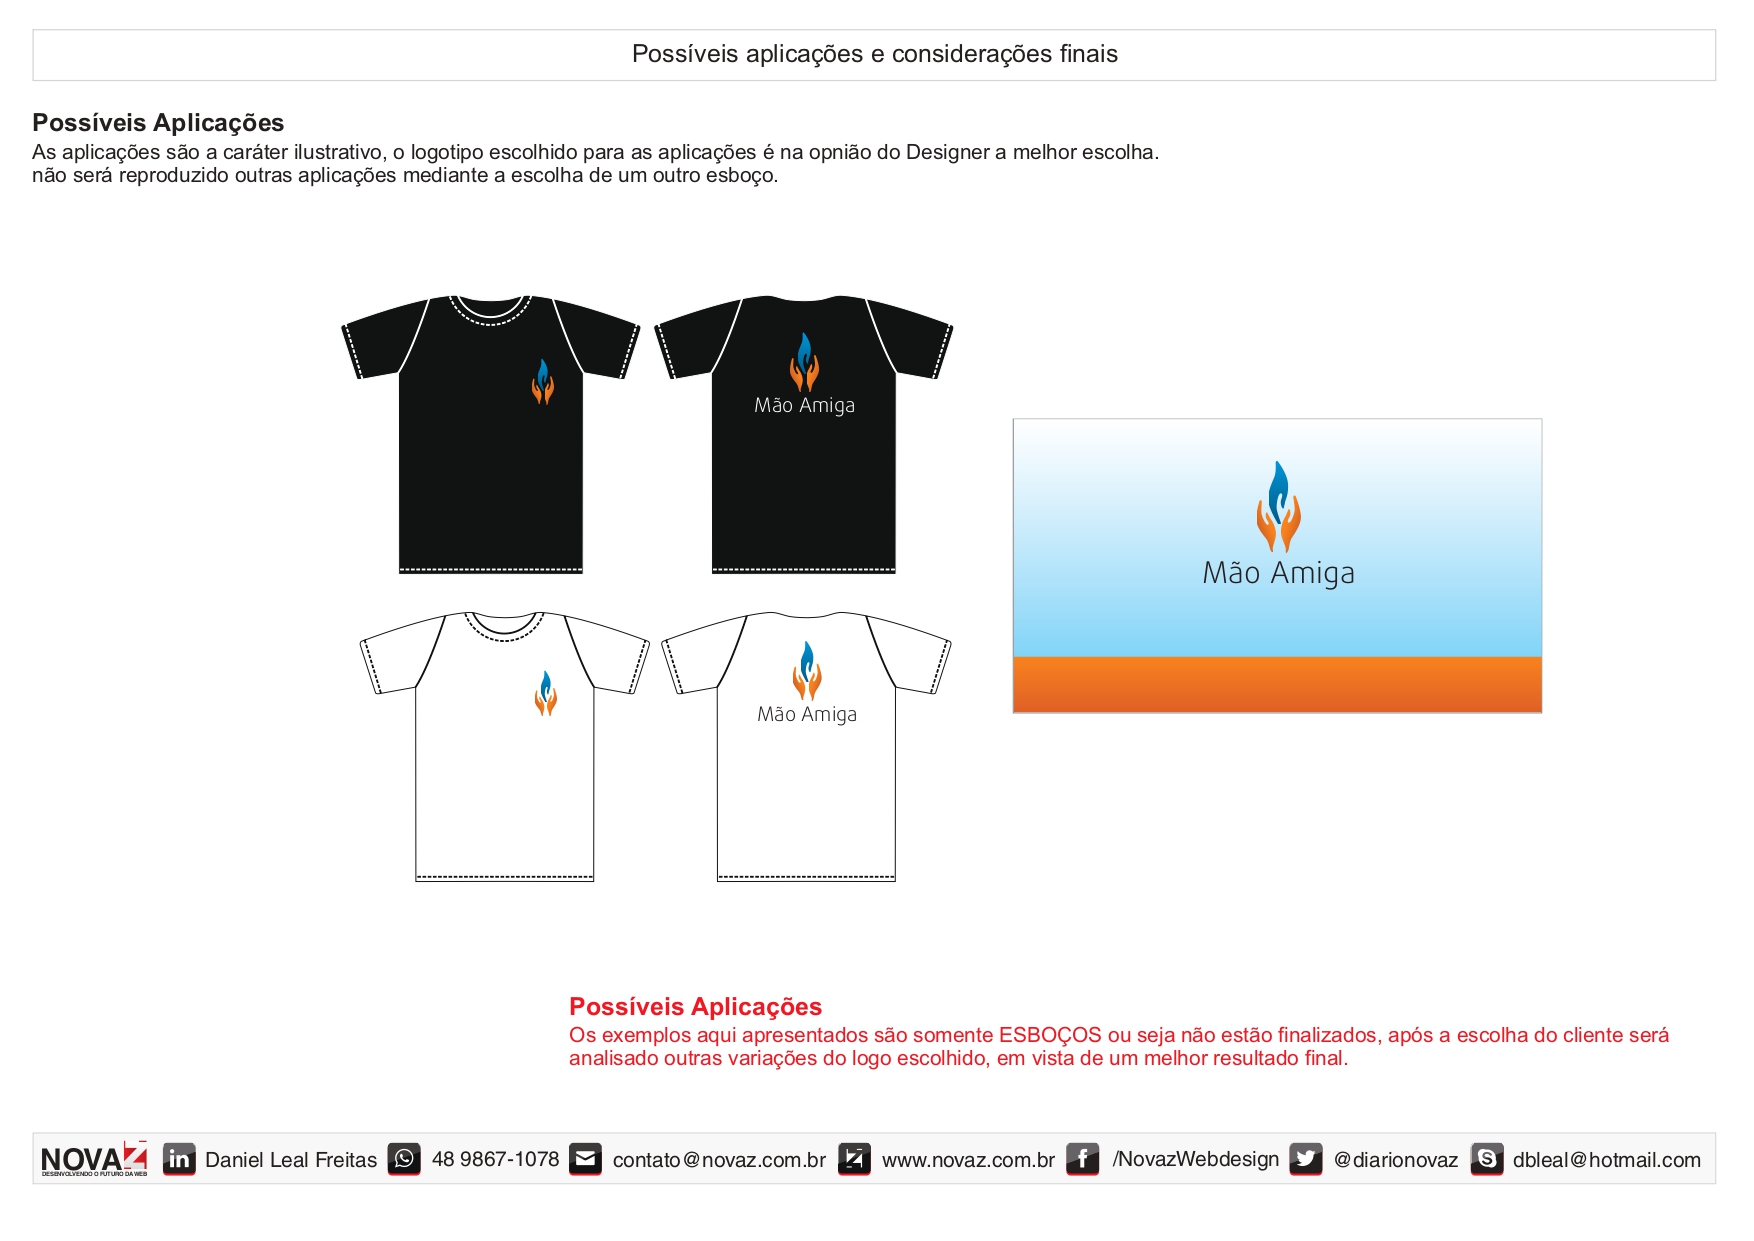 Possíveis aplicações e considerações finais
Possíveis Aplicações
As aplicações são a caráter ilustrativo, o logotipo escolhido para as aplicações é na opnião do Designer a melhor escolha.
não será reproduzido outras aplicações mediante a escolha de um outro esboço.
Mão Amiga
Mão Amiga
Mão Amiga
Possíveis Aplicações
Os exemplos aqui apresentados são somente ESBOÇOS ou seja não estão finalizados, após a escolha do cliente será
analisado outras variações do logo escolhido, em vista de um melhor resultado final.
NOVAZ
DESENVOLVENDO O FUTURO DA WEB
in Daniel Leal Freitas 48 9867-1078 contato@novaz.com.br www.novaz.com.br f /NovazWebdesign @diarionovaz S dbleal@hotmail.com